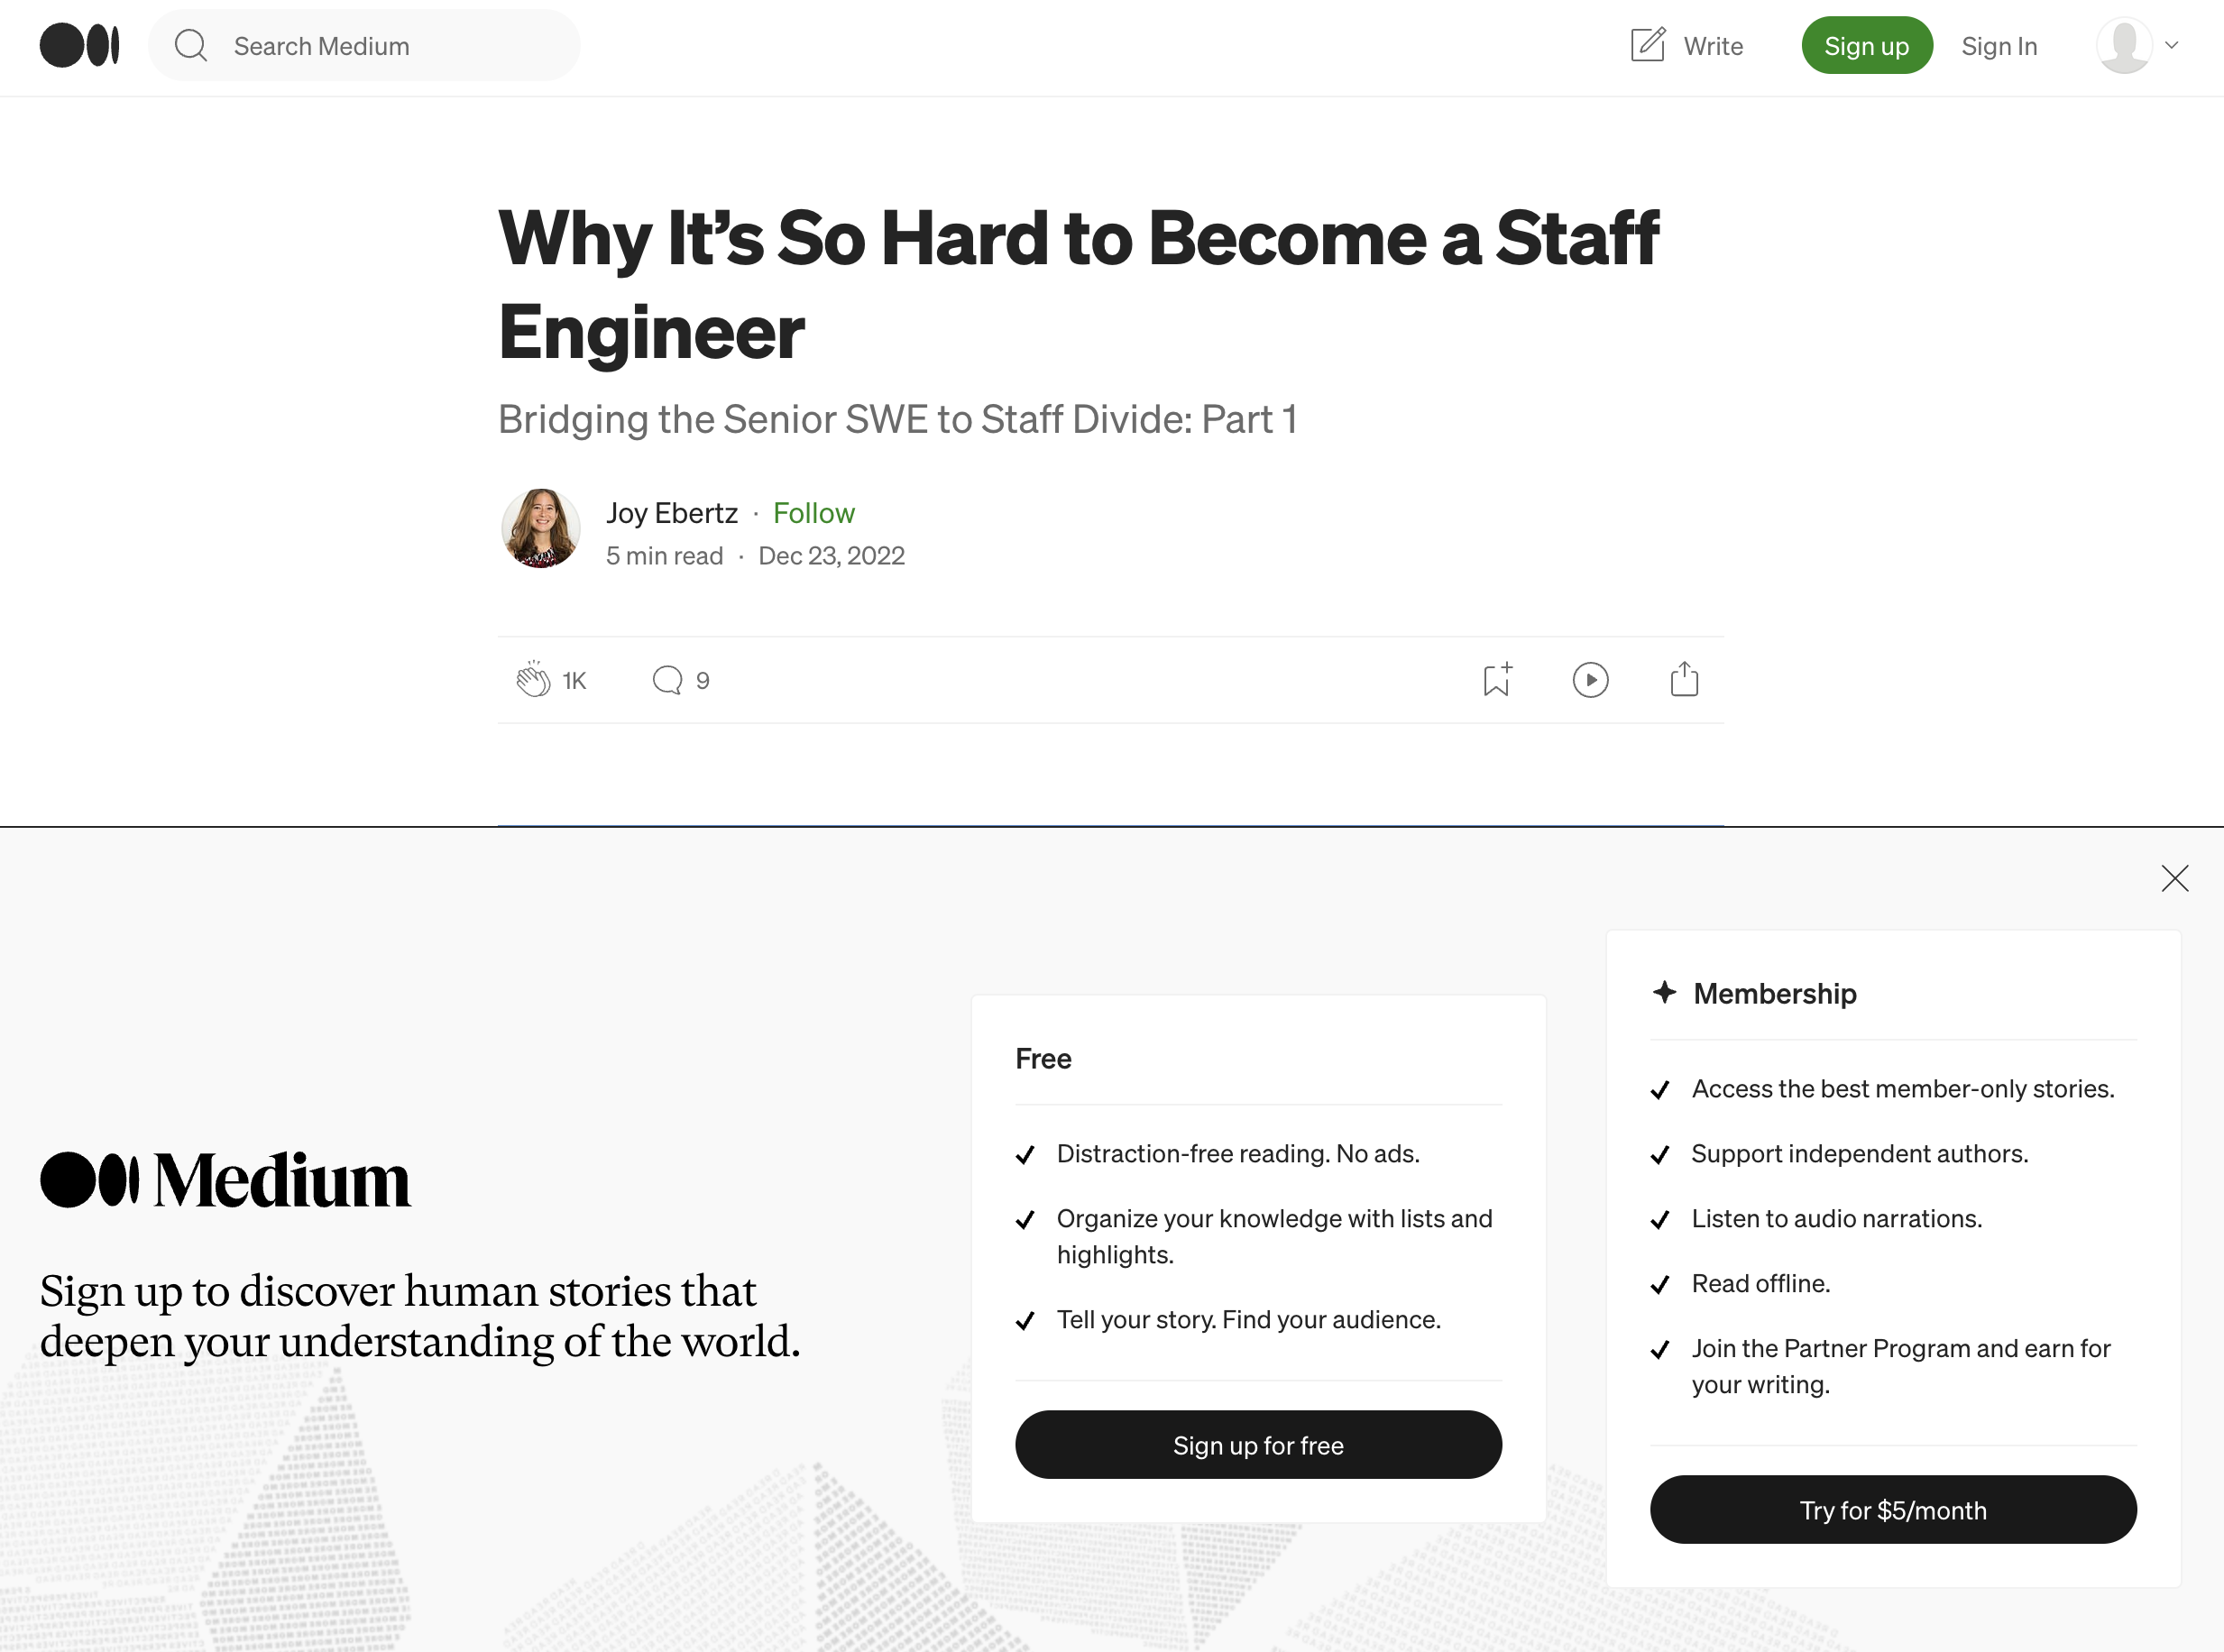 Search Medium
Write
Sign up
Sign In
Why It’s So Hard to Become a Staff
Engineer
Bridging the Senior SWE to Staff Divide: Part 1
Joy Ebertz · Follow
5 min read · Dec 23, 2022
1K
9
Medium
Sign up to discover human stories that
deepen your understanding of the world.
Free
Distraction-free reading. No ads.
Organize your knowledge with lists and
highlights.
Tell your story. Find your audience.
Sign up for free
Membership
Access the best member-only stories.
Support independent authors.
Listen to audio narrations.
Read offline.
Join the Partner Program and earn for
your writing.
Try for $5/month